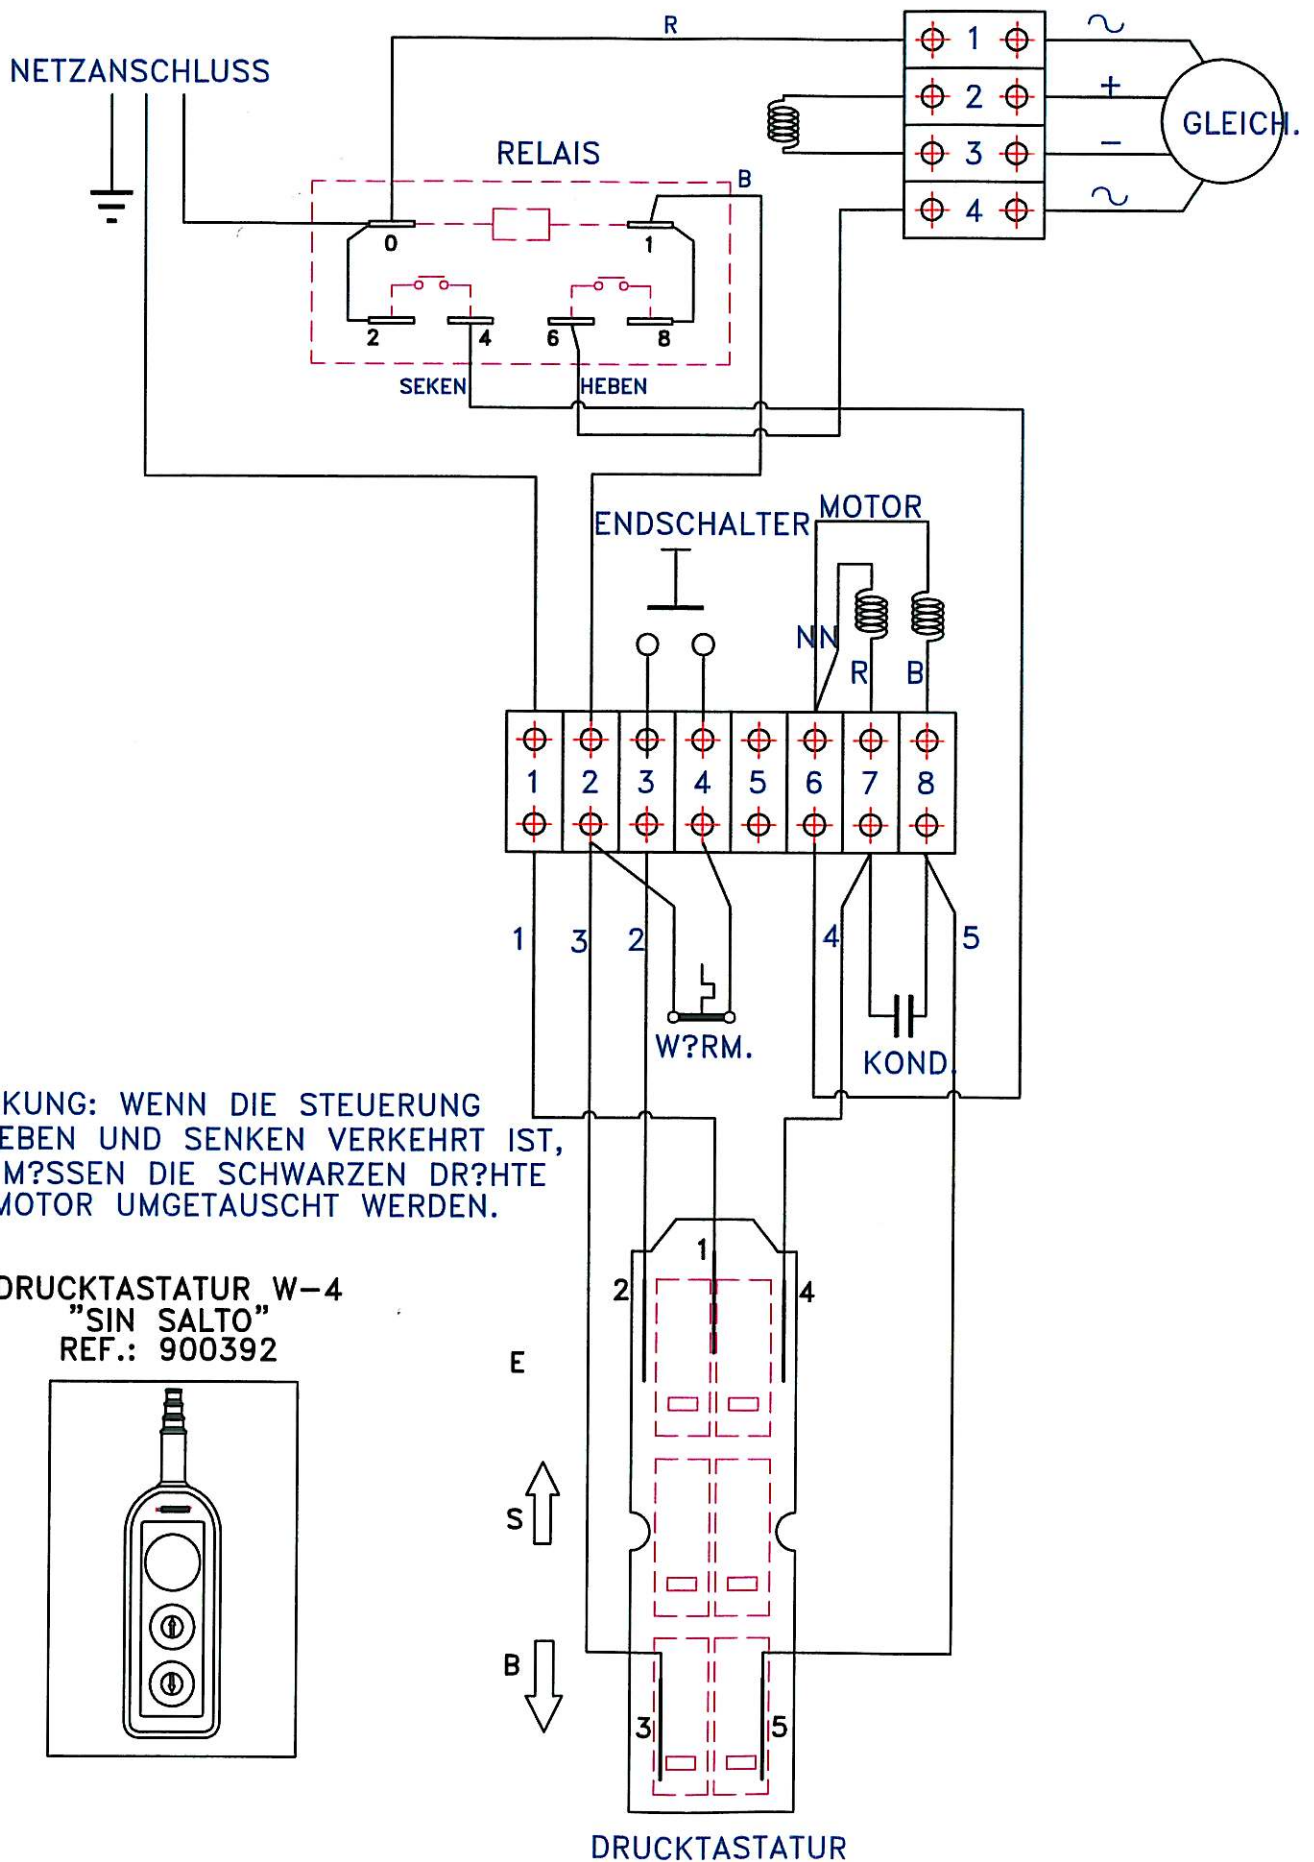 R
NETZANSCHLUSS
1
2
3
4
+
−
GLEICH.
RELAIS
B
0
1
2
4
6
8
SEKEN
HEBEN
ENDSCHALTER
MOTOR
NN
R
B
1 2 3 4 5 6 7 8
1
3
2
4
5
W?RM.
KOND.
KUNG: WENN DIE STEUERUNG
EBEN UND SENKEN VERKEHRT IST,
M?SSEN DIE SCHWARZEN DR?HTE
MOTOR UMGETAUSCHT WERDEN.
DRUCKTASTATUR W-4
"SIN SALTO"
REF.: 900392
1
2
4
E
S
B
3
5
DRUCKTASTATUR